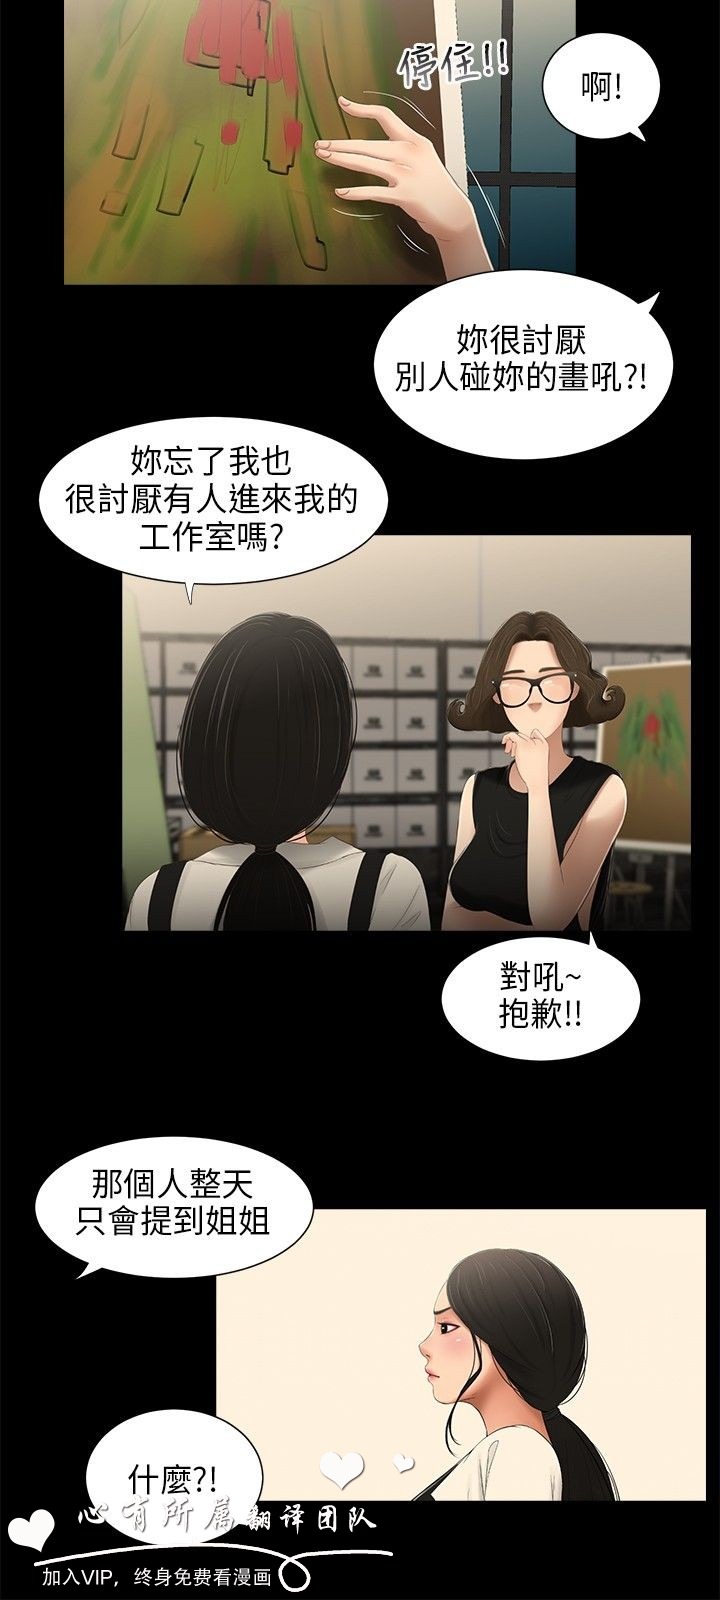 停住!!
啊!
妳很討厭
別人碰妳的畫吼?!
妳忘了我也
很討厭有人進來我的
工作室嗎?
對吼~
抱歉!!
那個人整天
只會提到姐姐
什麼?!
心有所属翻译团队
加入VIP，终身免费看漫画